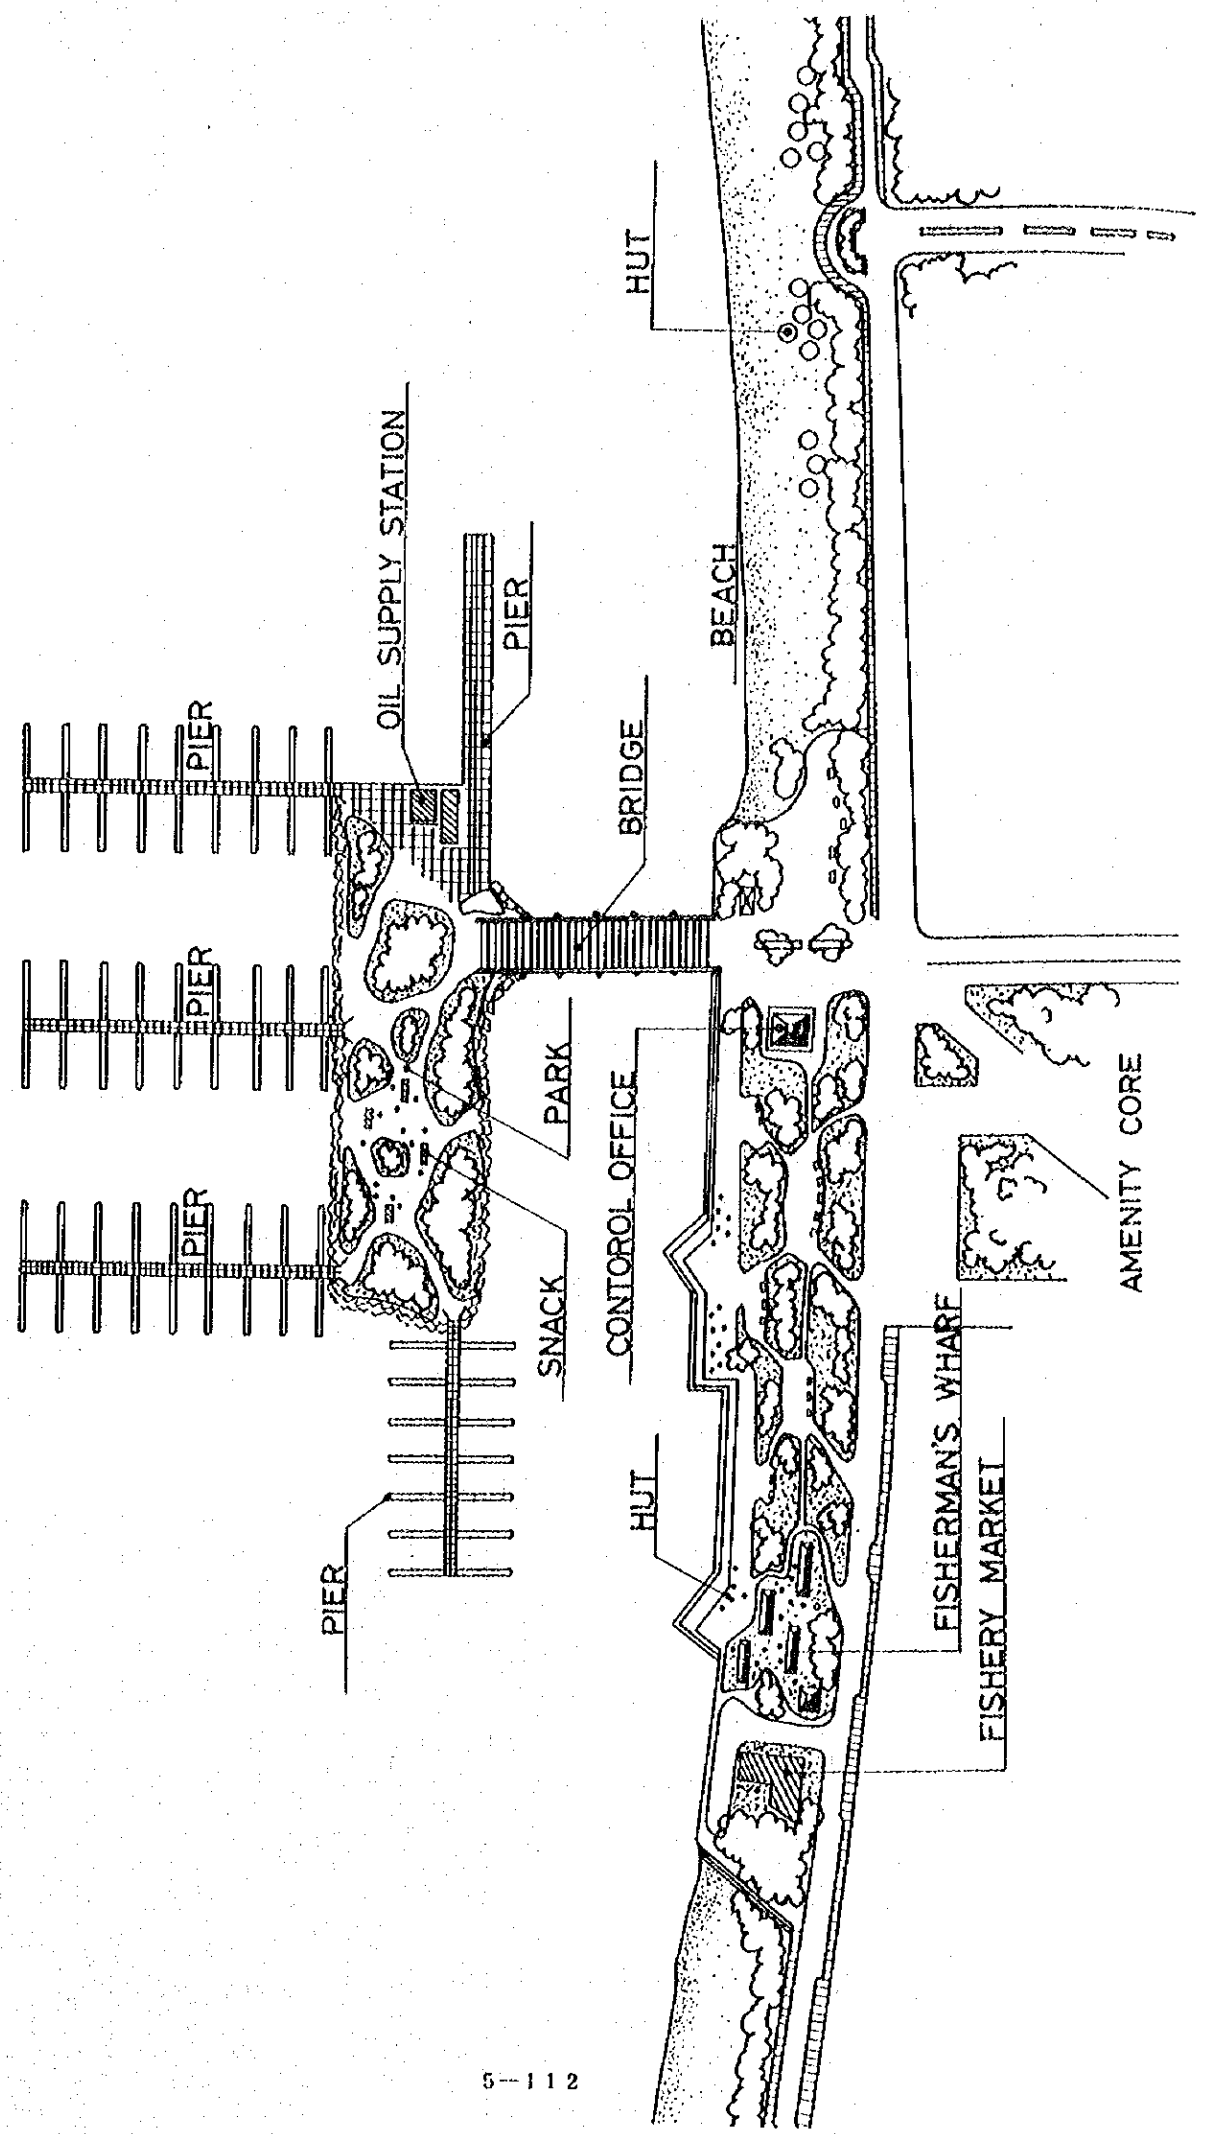 PIER
PIER
PIER
PIER
OIL SUPPLY STATION
PIER
SNACK
PARK
BRIDGE
HUT
BEACH
CONTOROL OFFICE
HUT
FISHERMAN'S WHARF
FISHERY MARKET
AMENITY CORE
5--112